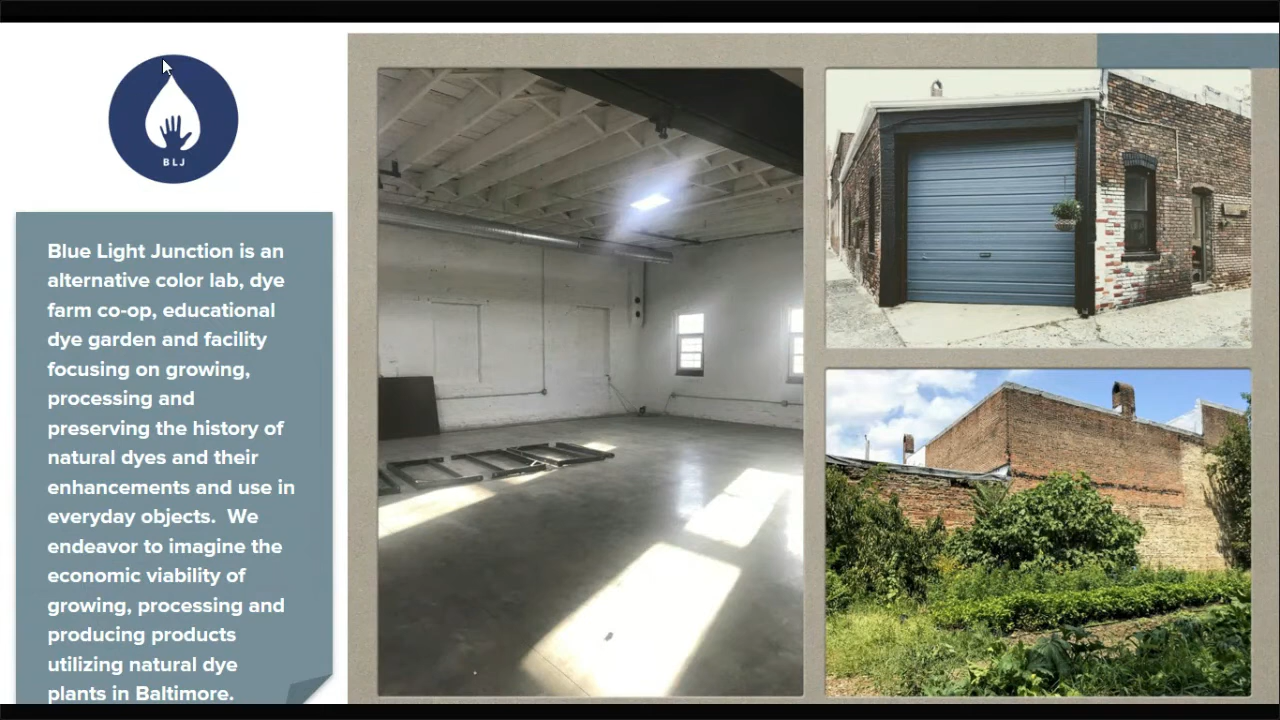 BLJ
Blue Light Junction is an
alternative color lab, dye
farm co-op, educational
dye garden and facility
focusing on growing,
processing and
preserving the history of
natural dyes and their
enhancements and use in
everyday objects.  We
endeavor to imagine the
economic viability of
growing, processing and
producing products
utilizing natural dye
plants in Baltimore.